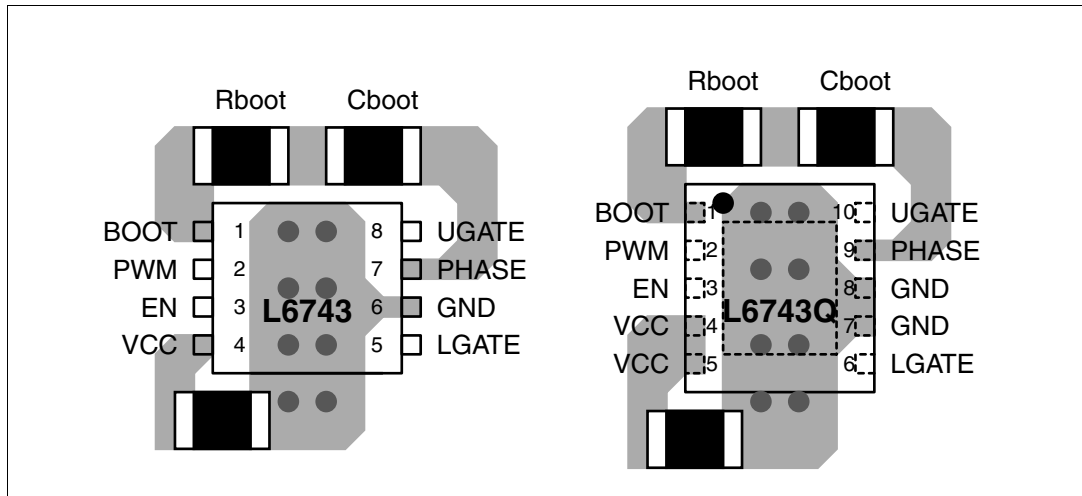 Rboot Cboot
BOOT 1 8 UGATE
PWM 2 7 PHASE
EN 3 L6743 6 GND
VCC 4 5 LGATE
Rboot Cboot
BOOT 1 10 UGATE
PWM 2 9 PHASE
EN 3 8 GND
L6743Q
VCC 4 7 GND
VCC 5 6 LGATE